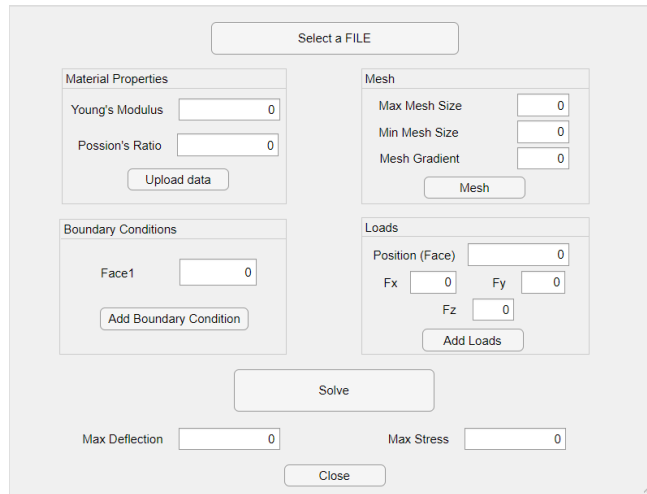 Select a FILE
Material Properties
Young's Modulus 0
Possion's Ratio 0
Upload data
Mesh
Max Mesh Size 0
Min Mesh Size 0
Mesh Gradient 0
Mesh
Boundary Conditions
Face1 0
Add Boundary Condition
Loads
Position (Face) 0
Fx 0 Fy 0
Fz 0
Add Loads
Solve
Max Deflection 0 Max Stress 0
Close